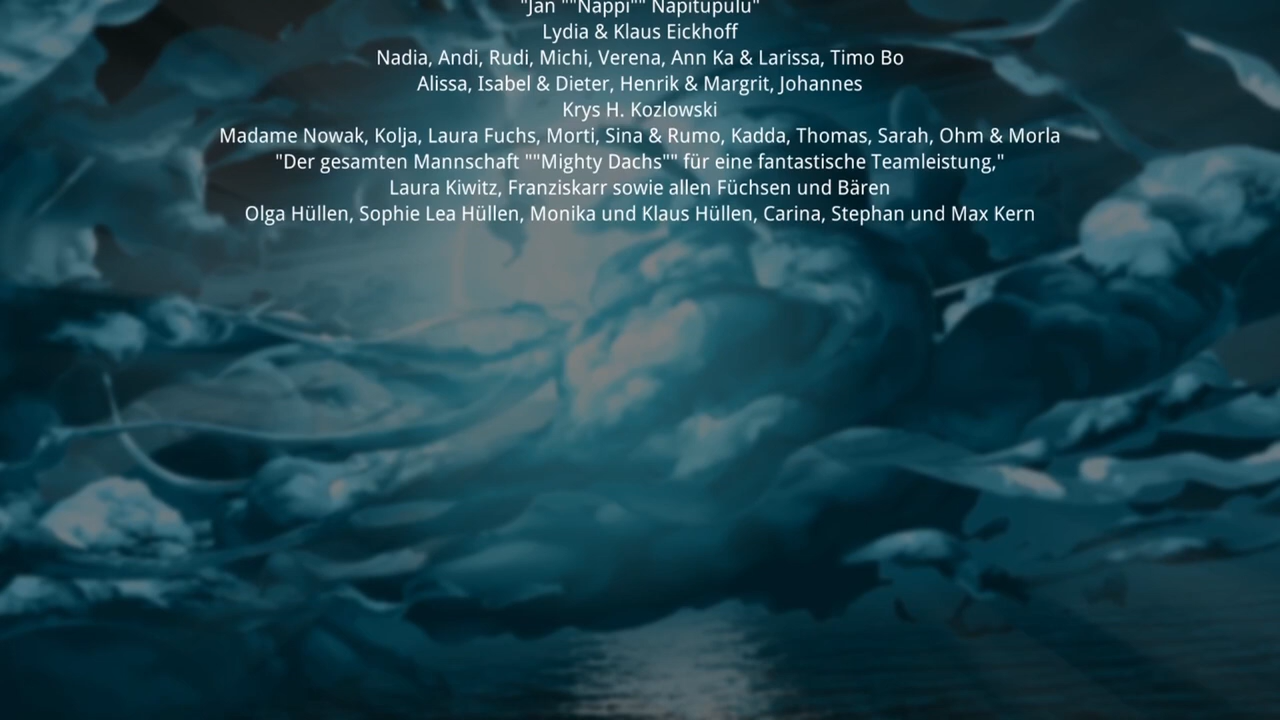 "Jan ""Nappi"" Napitupulu"
Lydia & Klaus Eickhoff
Nadia, Andi, Rudi, Michi, Verena, Ann Ka & Larissa, Timo Bo
Alissa, Isabel & Dieter, Henrik & Margrit, Johannes
Krys H. Kozlowski
Madame Nowak, Kolja, Laura Fuchs, Morti, Sina & Rumo, Kadda, Thomas, Sarah, Ohm & Morla
"Der gesamten Mannschaft ""Mighty Dachs"" für eine fantastische Teamleistung,"
Laura Kiwitz, Franziskarr sowie allen Füchsen und Bären
Olga Hüllen, Sophie Lea Hüllen, Monika und Klaus Hüllen, Carina, Stephan und Max Kern